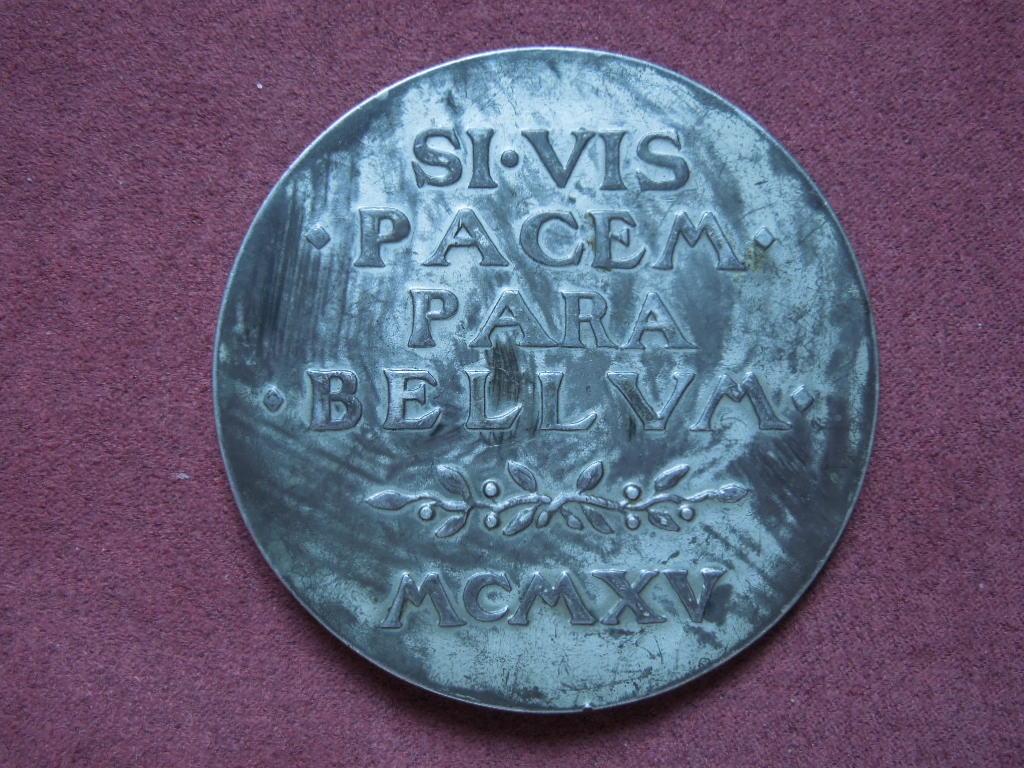 SI·VIS
·PACEM·
PARA
·BELLVM·
MCMXV